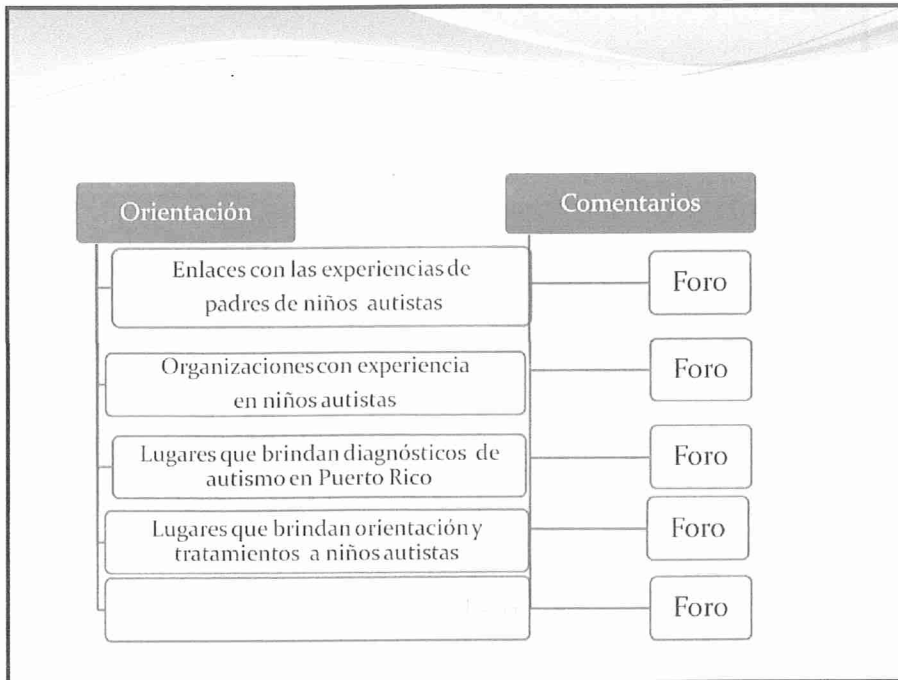 Orientación
Comentarios
Enlaces con las experiencias de
padres de niños autistas
Foro
Organizaciones con experiencia
en niños autistas
Foro
Lugares que brindan diagnósticos de
autismo en Puerto Rico
Foro
Lugares que brindan orientación y
tratamientos a niños autistas
Foro
Foro